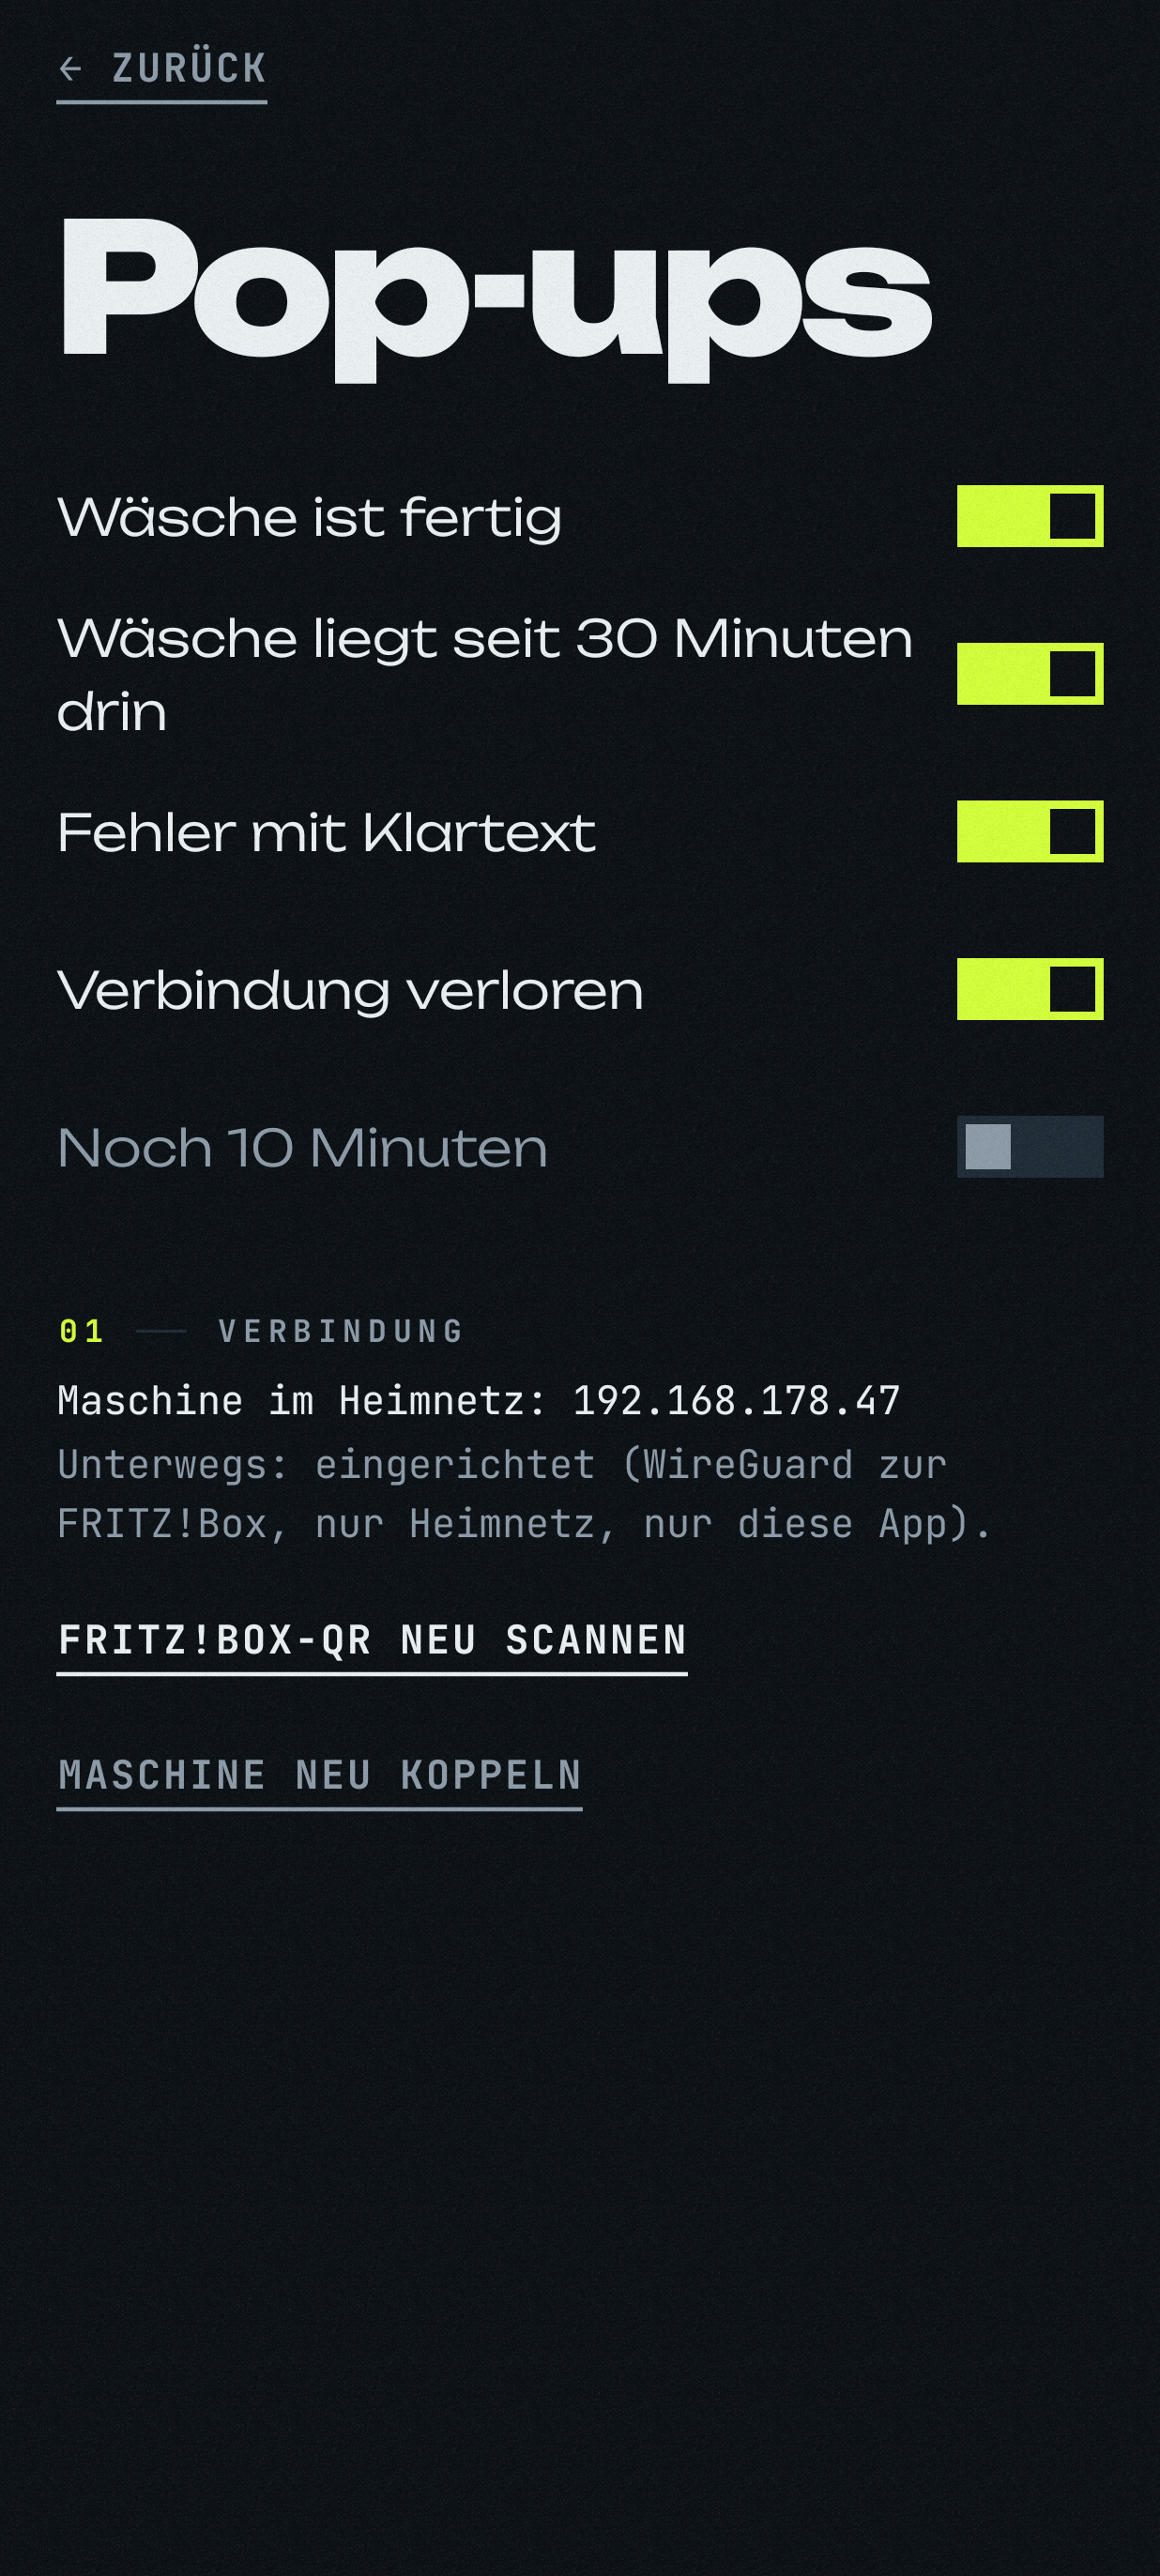 ← ZURÜCK
Pop-ups
Wäsche ist fertig
Wäsche liegt seit 30 Minuten
drin
Fehler mit Klartext
Verbindung verloren
Noch 10 Minuten
01 — VERBINDUNG
Maschine im Heimnetz: 192.168.178.47
Unterwegs: eingerichtet (WireGuard zur
FRITZ!Box, nur Heimnetz, nur diese App).
FRITZ!BOX-QR NEU SCANNEN
MASCHINE NEU KOPPELN